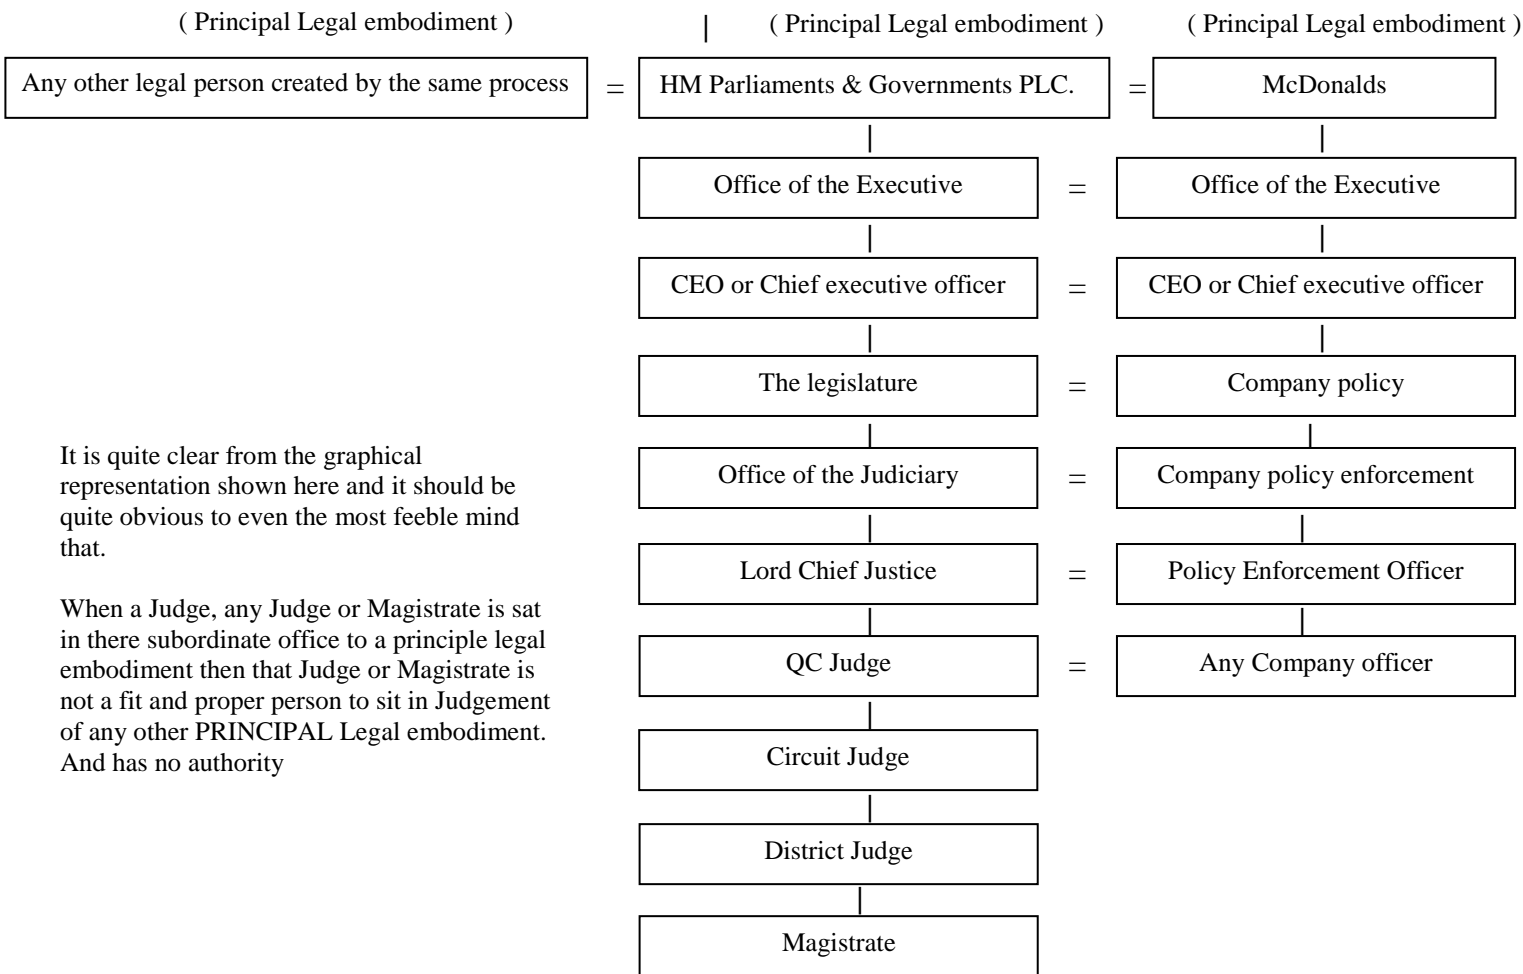 ( Principal Legal embodiment ) | ( Principal Legal embodiment ) ( Principal Legal embodiment )
Any other legal person created by the same process = HM Parliaments & Governments PLC. = McDonalds
Office of the Executive = Office of the Executive
CEO or Chief executive officer = CEO or Chief executive officer
The legislature = Company policy
Office of the Judiciary = Company policy enforcement
Lord Chief Justice = Policy Enforcement Officer
QC Judge = Any Company officer
Circuit Judge
District Judge
Magistrate
It is quite clear from the graphical
representation shown here and it should be
quite obvious to even the most feeble mind
that.
When a Judge, any Judge or Magistrate is sat
in there subordinate office to a principle legal
embodiment then that Judge or Magistrate is
not a fit and proper person to sit in Judgement
of any other PRINCIPAL Legal embodiment.
And has no authority